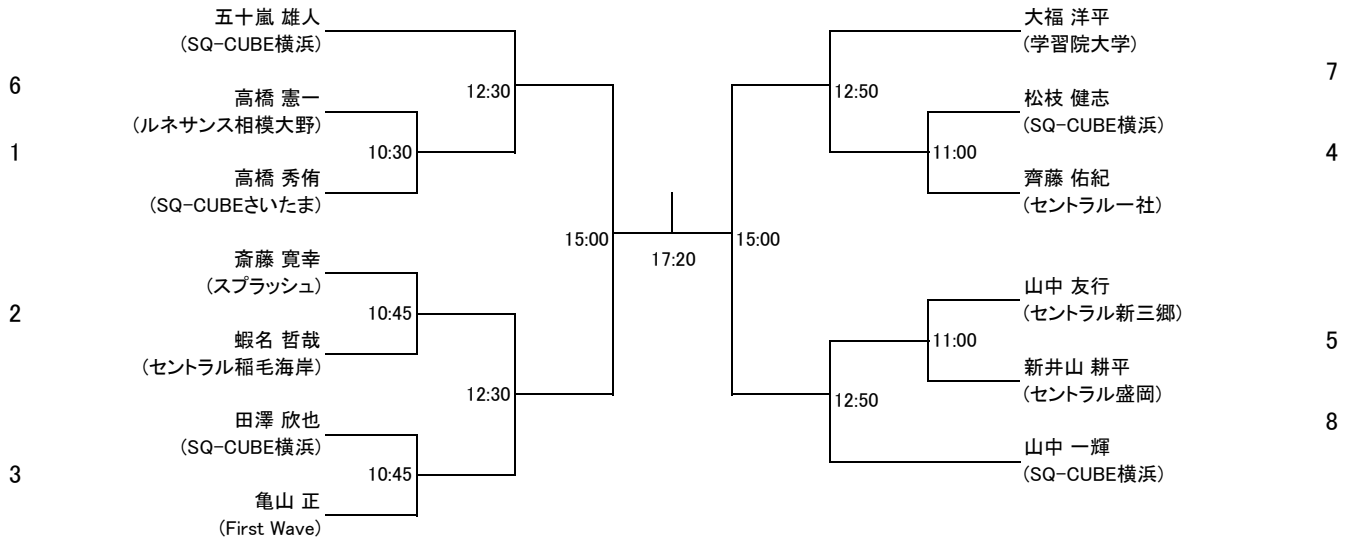 五十嵐 雄人
(SQ-CUBE横浜)
6
12:30
高橋 憲一
(ルネサンス相模大野)
1
10:30
高橋 秀侑
(SQ-CUBEさいたま)
15:00
斎藤 寛幸
(スプラッシュ)
2
10:45
蝦名 哲哉
(セントラル稲毛海岸)
12:30
田澤 欣也
(SQ-CUBE横浜)
3
10:45
亀山 正
(First Wave)
17:20
大福 洋平
(学習院大学)
7
12:50
松枝 健志
(SQ-CUBE横浜)
4
11:00
齊藤 佑紀
(セントラル一社)
15:00
山中 友行
(セントラル新三郷)
5
11:00
新井山 耕平
(セントラル盛岡)
12:50
8
山中 一輝
(SQ-CUBE横浜)